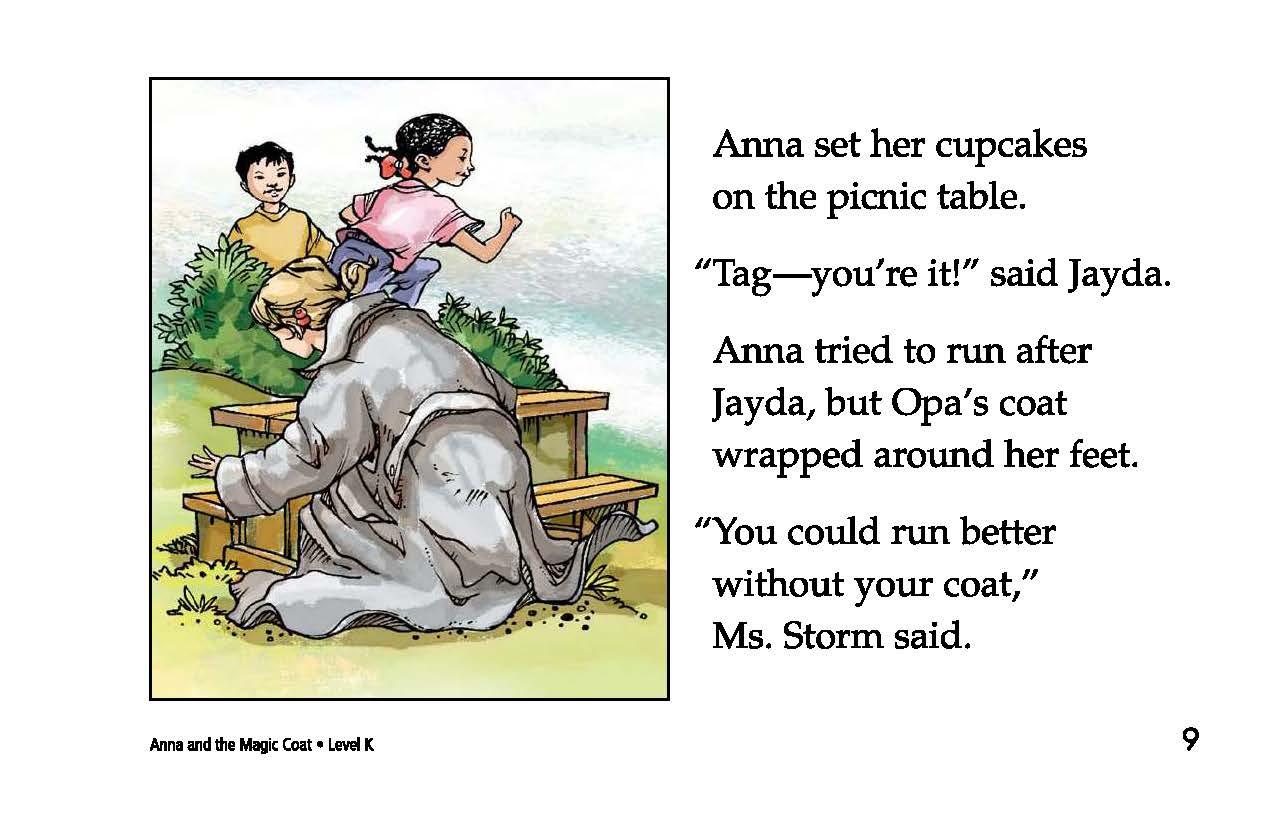 Anna set her cupcakes
on the picnic table.
“Tag—you’re it!” said Jayda.
Anna tried to run after
Jayda, but Opa’s coat
wrapped around her feet.
“You could run better
without your coat,”
Ms. Storm said.
Anna and the Magic Coat • Level K
9